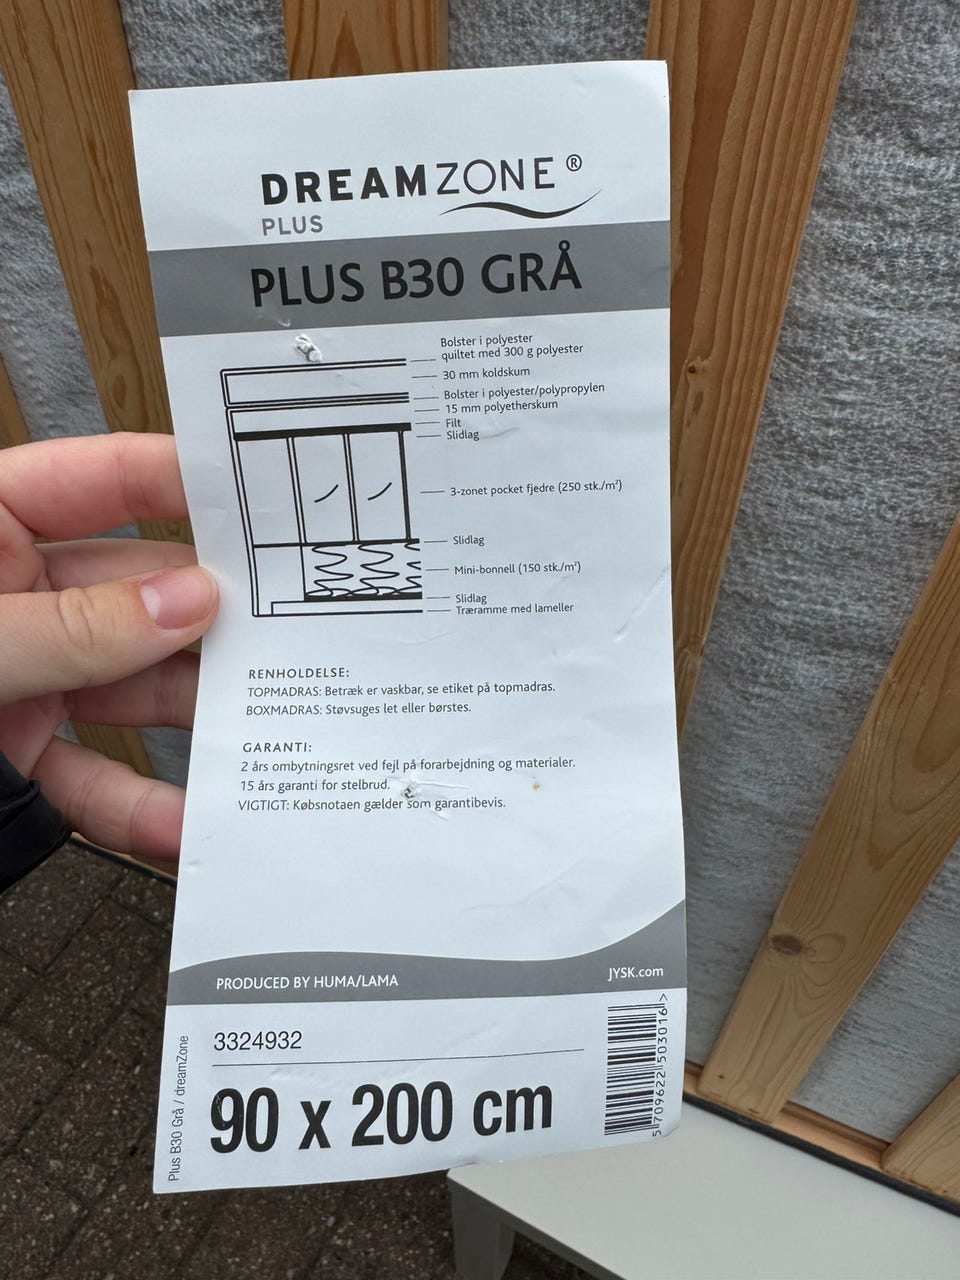 DREAMZONE®
PLUS
PLUS B30 GRÅ
Bolster i polyester
quiltet med 300 g polyester
30 mm koldskum
Bolster i polyester/polypropylen
15 mm polyetherskum
Filt
Slidlag
3-zonet pocket fjedre (250 stk./m²)
Slidlag
Mini-bonnell (150 stk./m²)
Slidlag
Træramme med lameller
RENHOLDELSE:
TOPMADRAS: Betræk er vaskbar, se etiket på topmadras.
BOXMADRAS: Støvsuges let eller børstes.
GARANTI:
2 års ombytningsret ved fejl på forarbejdning og materialer.
15 års garanti for stelbrud.
VIGTIGT: Købsnotaen gælder som garantibevis.
PRODUCED BY HUMA/LAMA
JYSK.com
3324932
90 x 200 cm
Plus B30 Grå / dreamZone
5 709622 503016 >